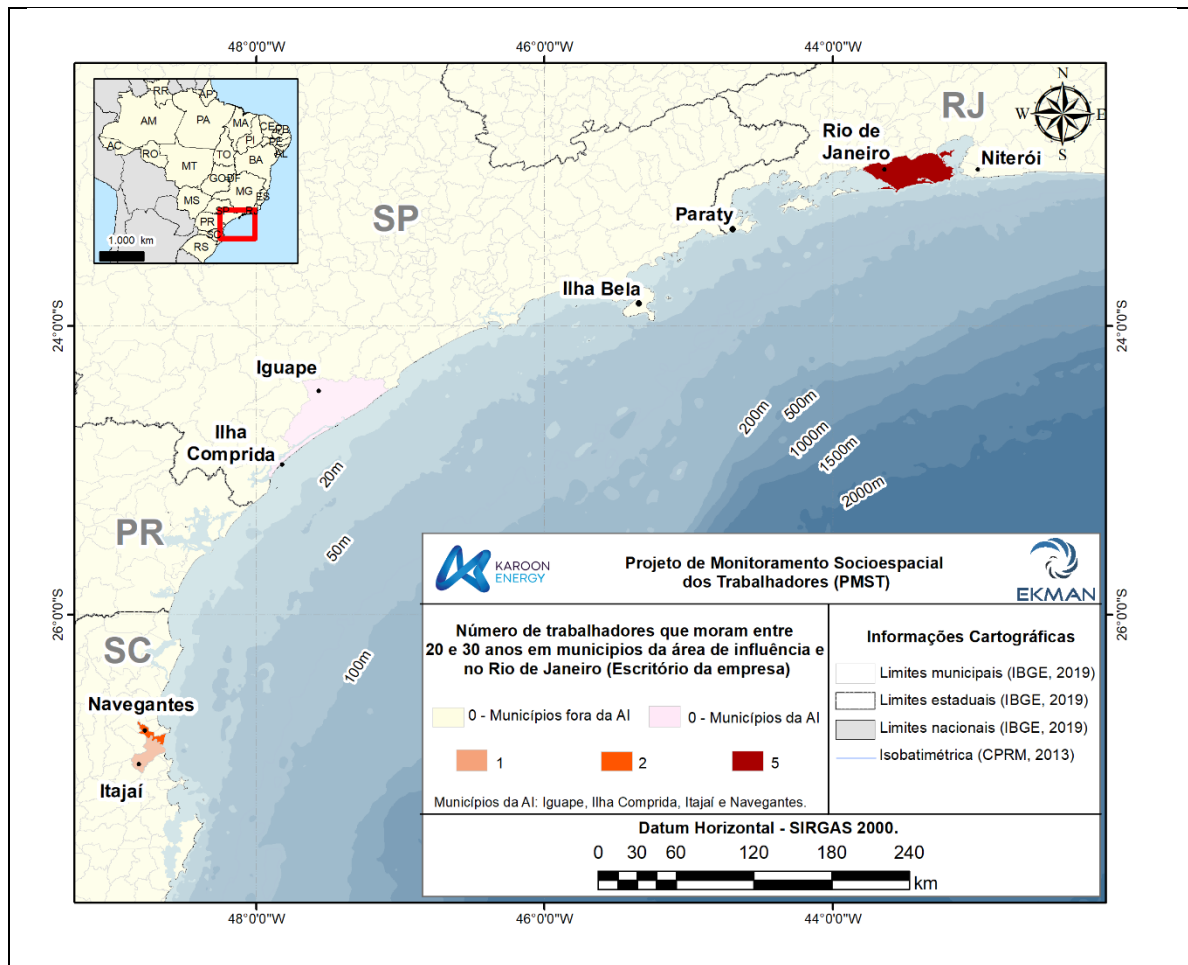 48°0'0"W
46°0'0"W
44°0'0"W
RR
AP
AM
PA
MA
CE
PB
PI
PE
AC
RO
TO
AL
MT
BA
GO
DF
MG
MS
ES
SP
RJ
PR
SC
RS
1.000 km
N
W
E
S
RJ
Rio de
Janeiro
Niterói
Paraty
SP
Ilha Bela
24°0'0"S
24°0'0"S
Iguape
Ilha
Comprida
20m
50m
100m
200m
500m
1000m
1500m
2000m
PR
26°0'0"S
26°0'0"S
SC
Navegantes
Itajaí
KAROON
ENERGY
Projeto de Monitoramento Socioespacial
dos Trabalhadores (PMST)
EKMAN
Número de trabalhadores que moram entre
20 e 30 anos em municípios da área de influência e
no Rio de Janeiro (Escritório da empresa)
0 - Municípios fora da AI
0 - Municípios da AI
1
2
5
Municípios da AI: Iguape, Ilha Comprida, Itajaí e Navegantes.
Informações Cartográficas
Limites municipais (IBGE, 2019)
Limites estaduais (IBGE, 2019)
Limites nacionais (IBGE, 2019)
Isobatimétrica (CPRM, 2013)
Datum Horizontal - SIRGAS 2000.
0 30 60 120 180 240
km
48°0'0"W
46°0'0"W
44°0'0"W